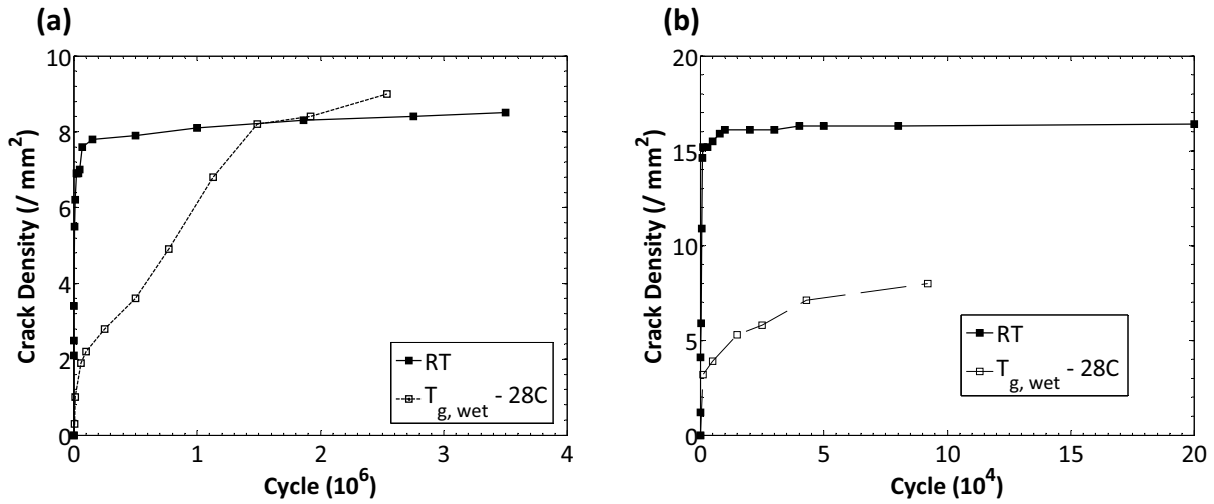 (a)
Crack Density (/ mm²)
10
8
6
4
2
0
0 1 2 3 4
Cycle (10⁶)
RT
T g, wet - 28C
(b)
Crack Density (/ mm²)
20
15
10
5
0
0 5 10 15 20
Cycle (10⁴)
RT
T g, wet - 28C